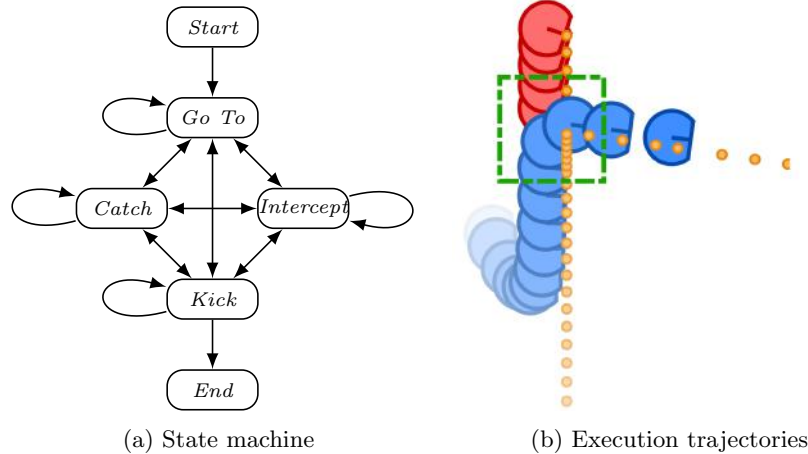 Start
Go To
Catch
Intercept
Kick
End
(a) State machine
(b) Execution trajectories